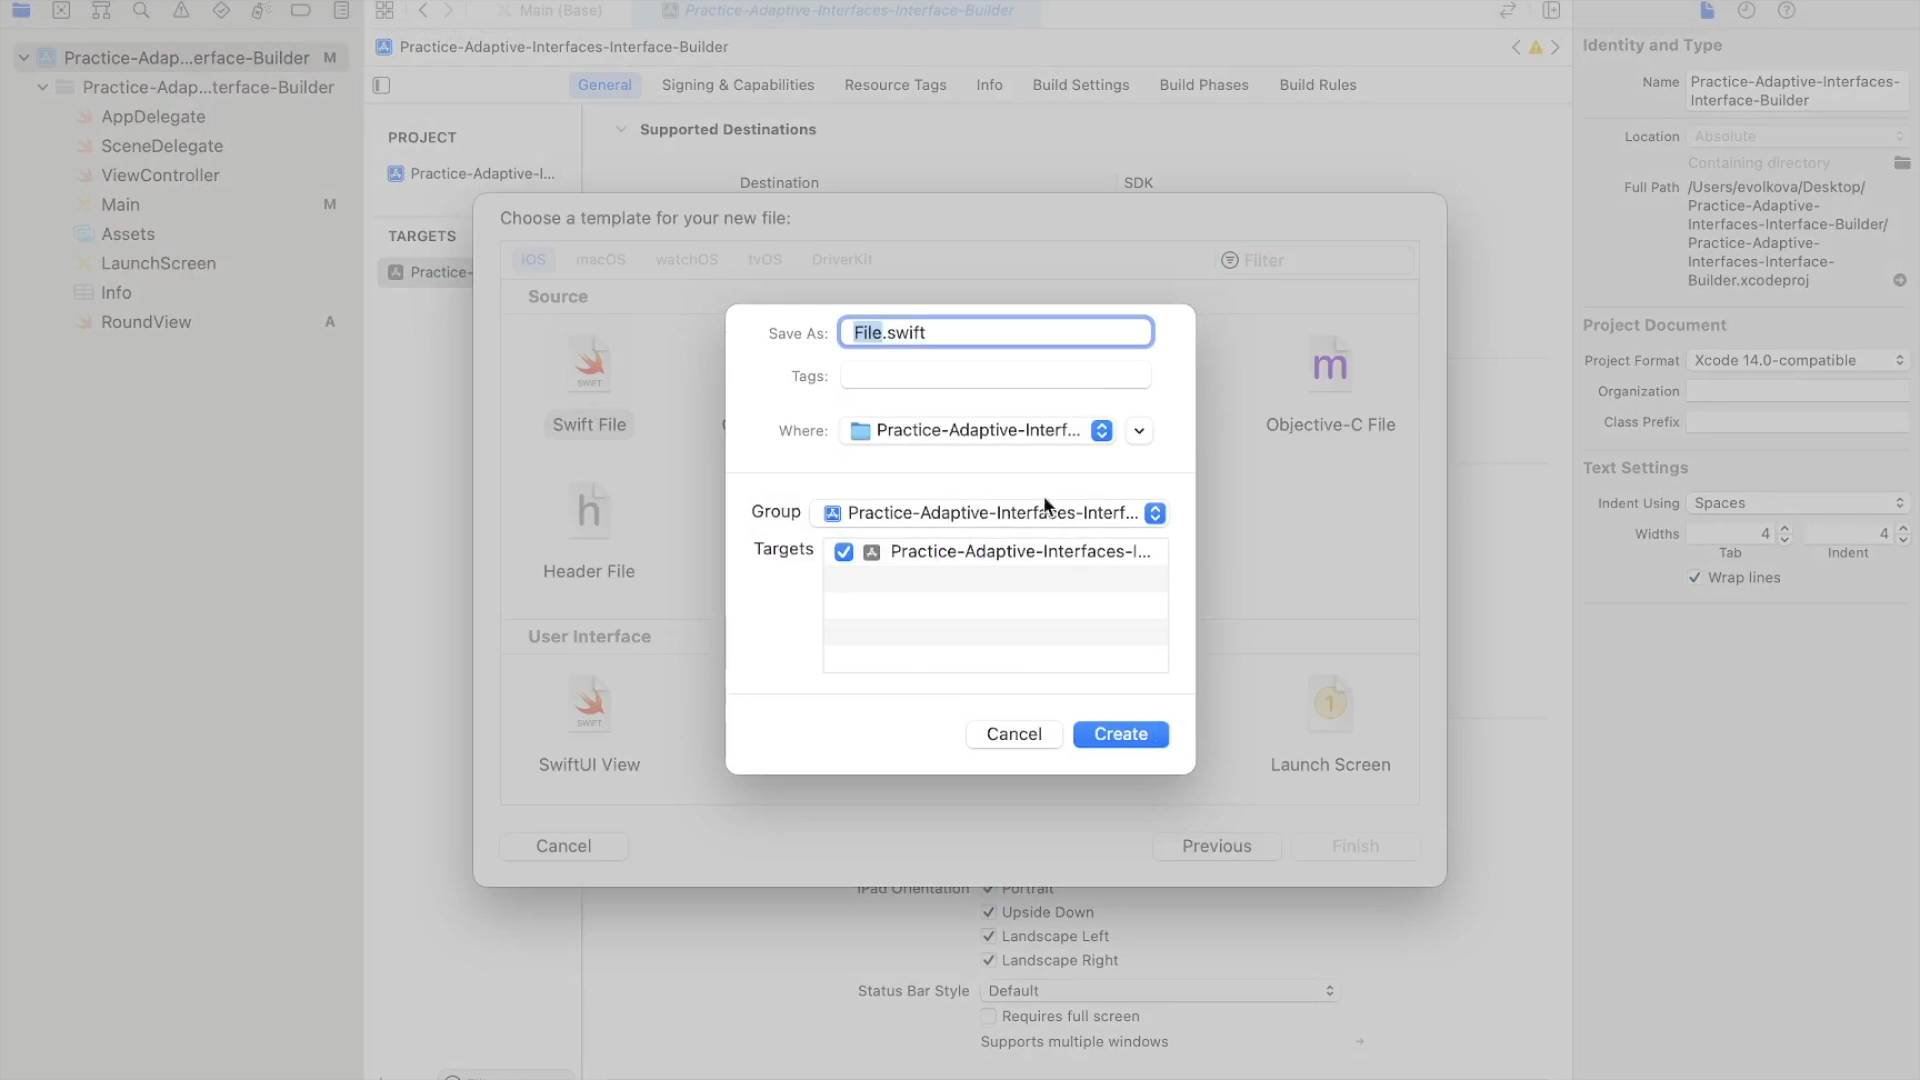 Main (Base)
Practice-Adaptive-Interfaces-Interface-Builder
Practice-Adap...erface-Builder M
Practice-Adap...terface-Builder
AppDelegate
SceneDelegate
ViewController
Main M
Assets
LaunchScreen
Info
RoundView A
Practice-Adaptive-Interfaces-Interface-Builder
General Signing & Capabilities Resource Tags Info Build Settings Build Phases Build Rules
PROJECT
Practice-Adaptive-I...
TARGETS
Practice-
Supported Destinations
Destination SDK
Choose a template for your new file:
iOS macOS watchOS tvOS DriverKit
Filter
Source
SWIFT
Swift File
m
Objective-C File
h
Header File
User Interface
SWIFT
SwiftUI View
1
Launch Screen
Cancel Previous Finish
Save As: File.swift
Tags:
Where: Practice-Adaptive-Interf...
Group Practice-Adaptive-Interfaces-Interf...
Targets Practice-Adaptive-Interfaces-I...
Cancel Create
iPad Orientation Portrait
Upside Down
Landscape Left
Landscape Right
Status Bar Style Default
Requires full screen
Supports multiple windows
Identity and Type
Name Practice-Adaptive-Interfaces-
Interface-Builder
Location Absolute
Containing directory
Full Path /Users/evolkova/Desktop/
Practice-Adaptive-
Interfaces-Interface-Builder/
Practice-Adaptive-
Interfaces-Interface-
Builder.xcodeproj
Project Document
Project Format Xcode 14.0-compatible
Organization
Class Prefix
Text Settings
Indent Using Spaces
Widths 4 4
Tab Indent
Wrap lines